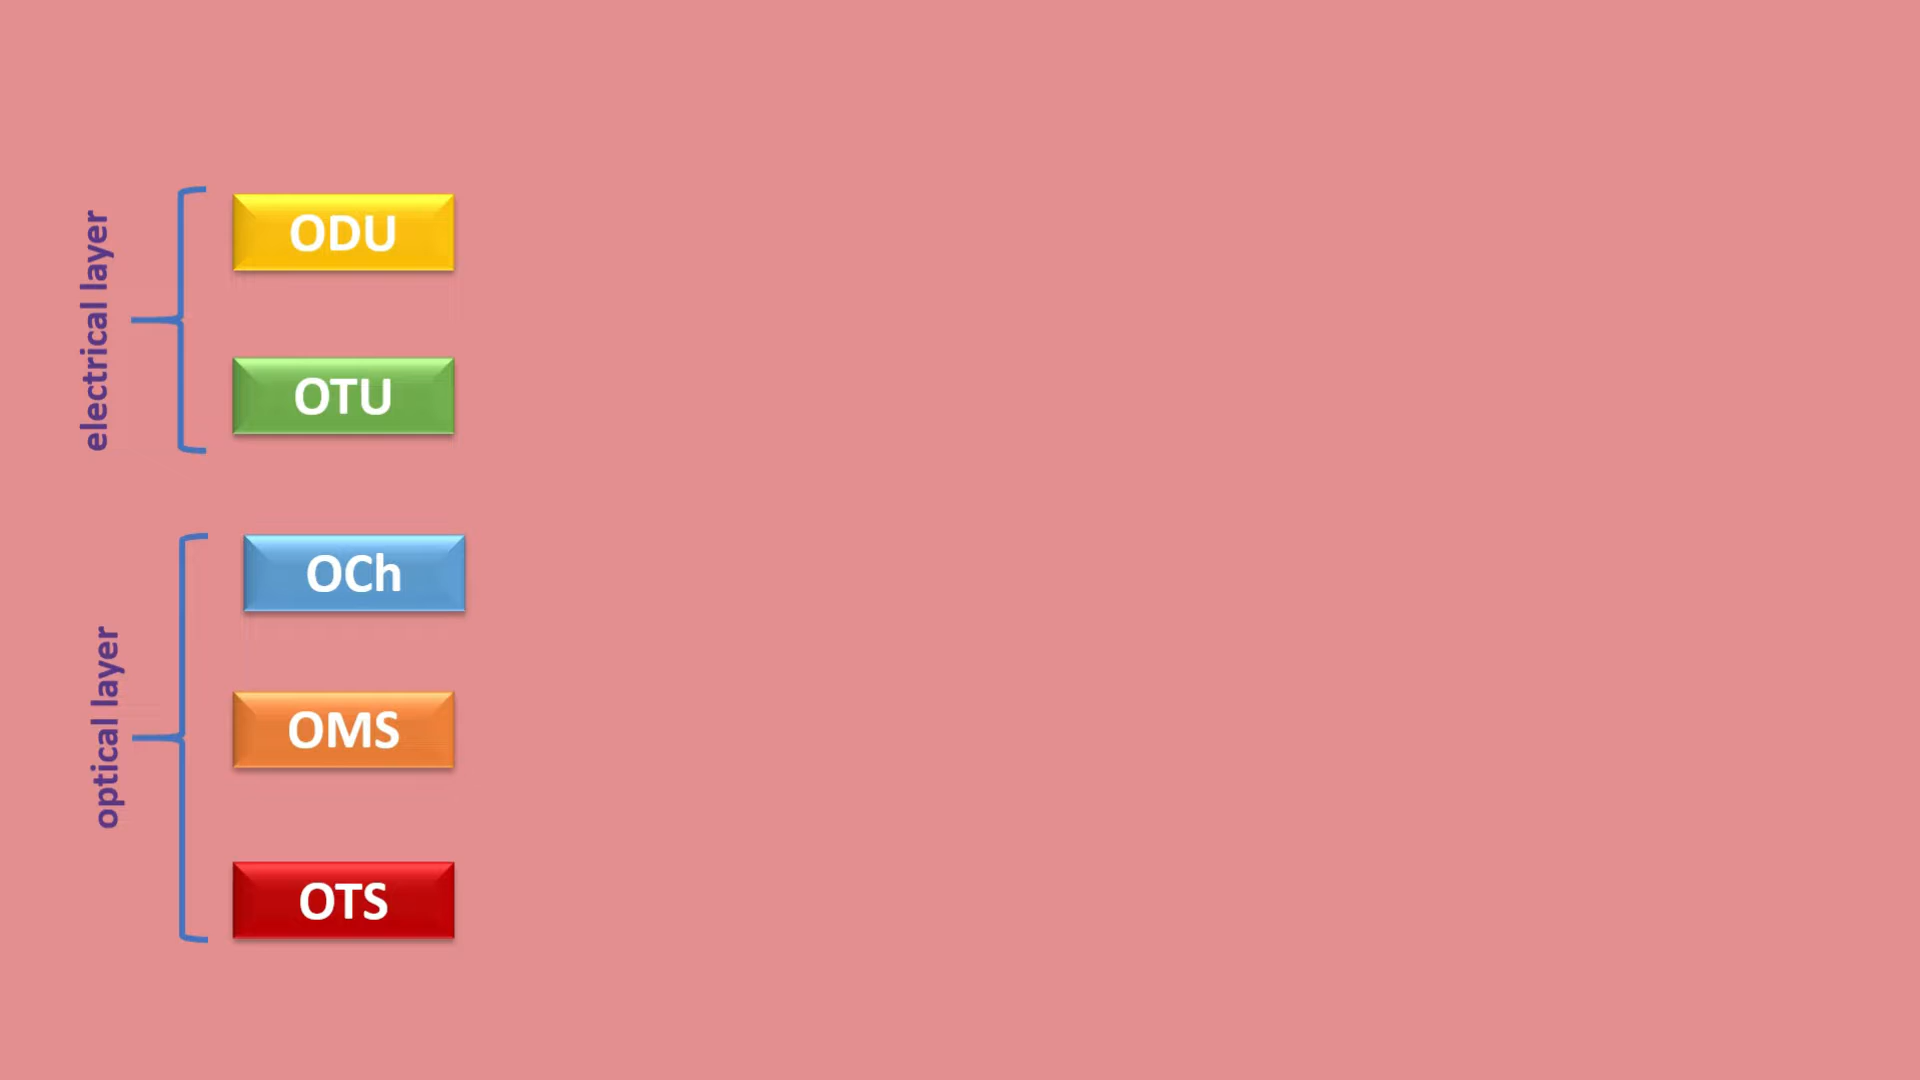 electrical layer
ODU
OTU
optical layer
OCh
OMS
OTS